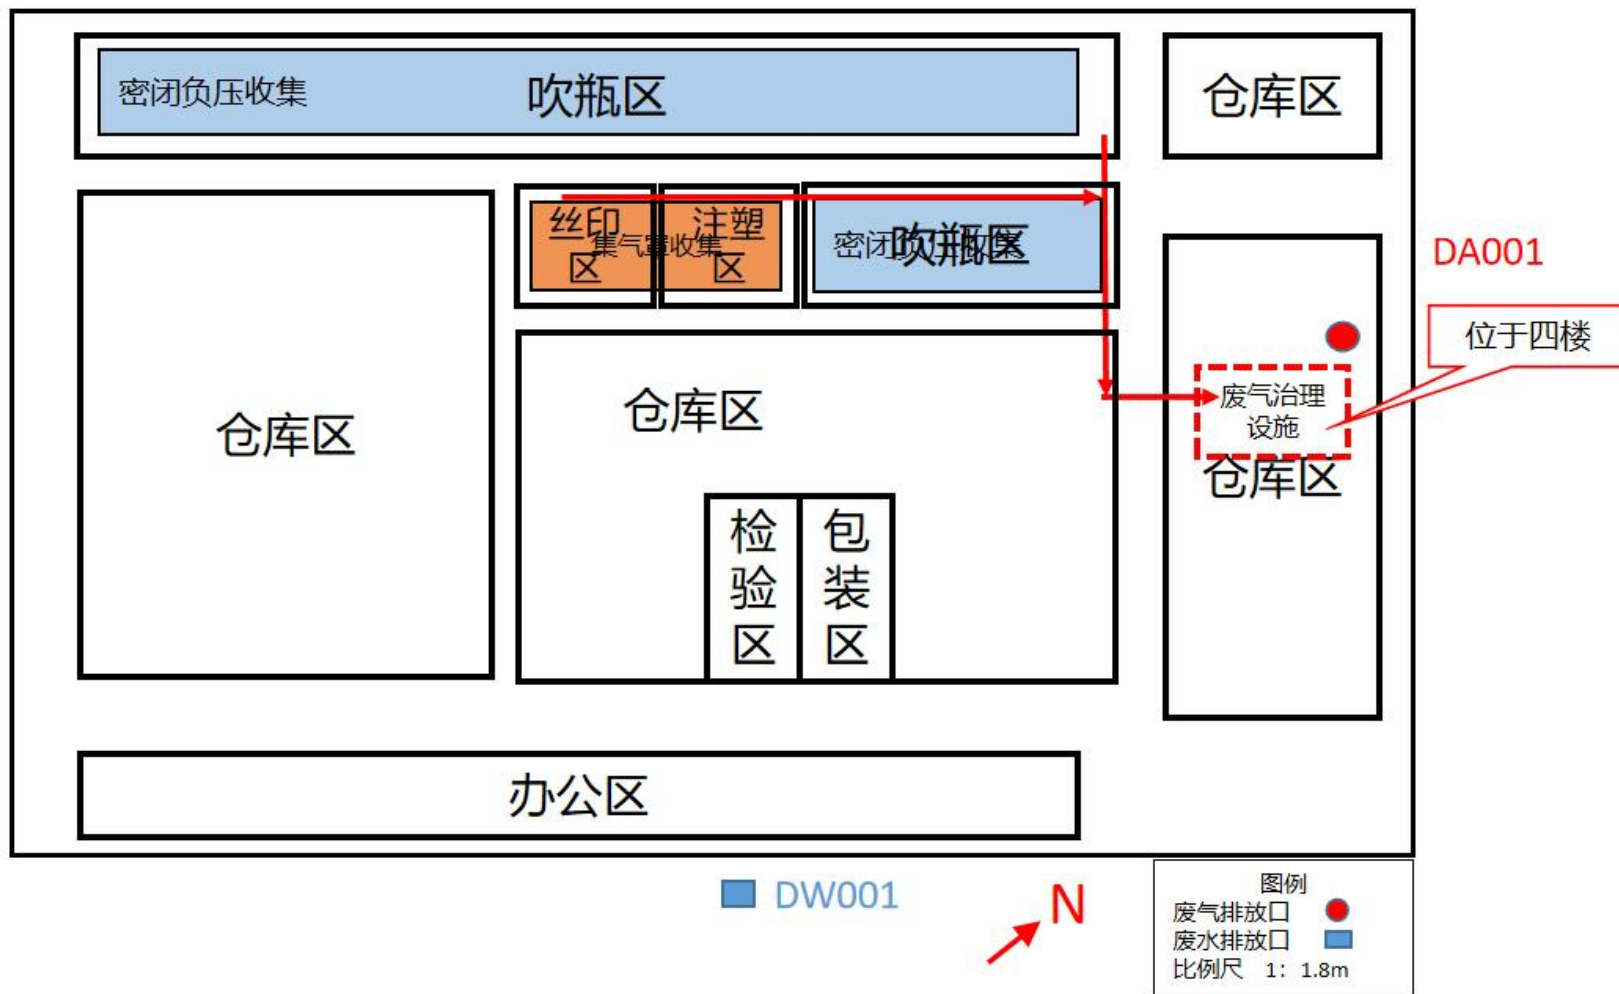 密闭负压收集
吹瓶区
仓库区
丝印
区
注塑
区
集气罩收集
密闭负压收集
吹瓶区
DA001
位于四楼
废气治理
设施
仓库区
仓库区
仓库区
检
验
区
包
装
区
办公区
DW001
N
图例
废气排放口
废水排放口
比例尺 1：1.8m